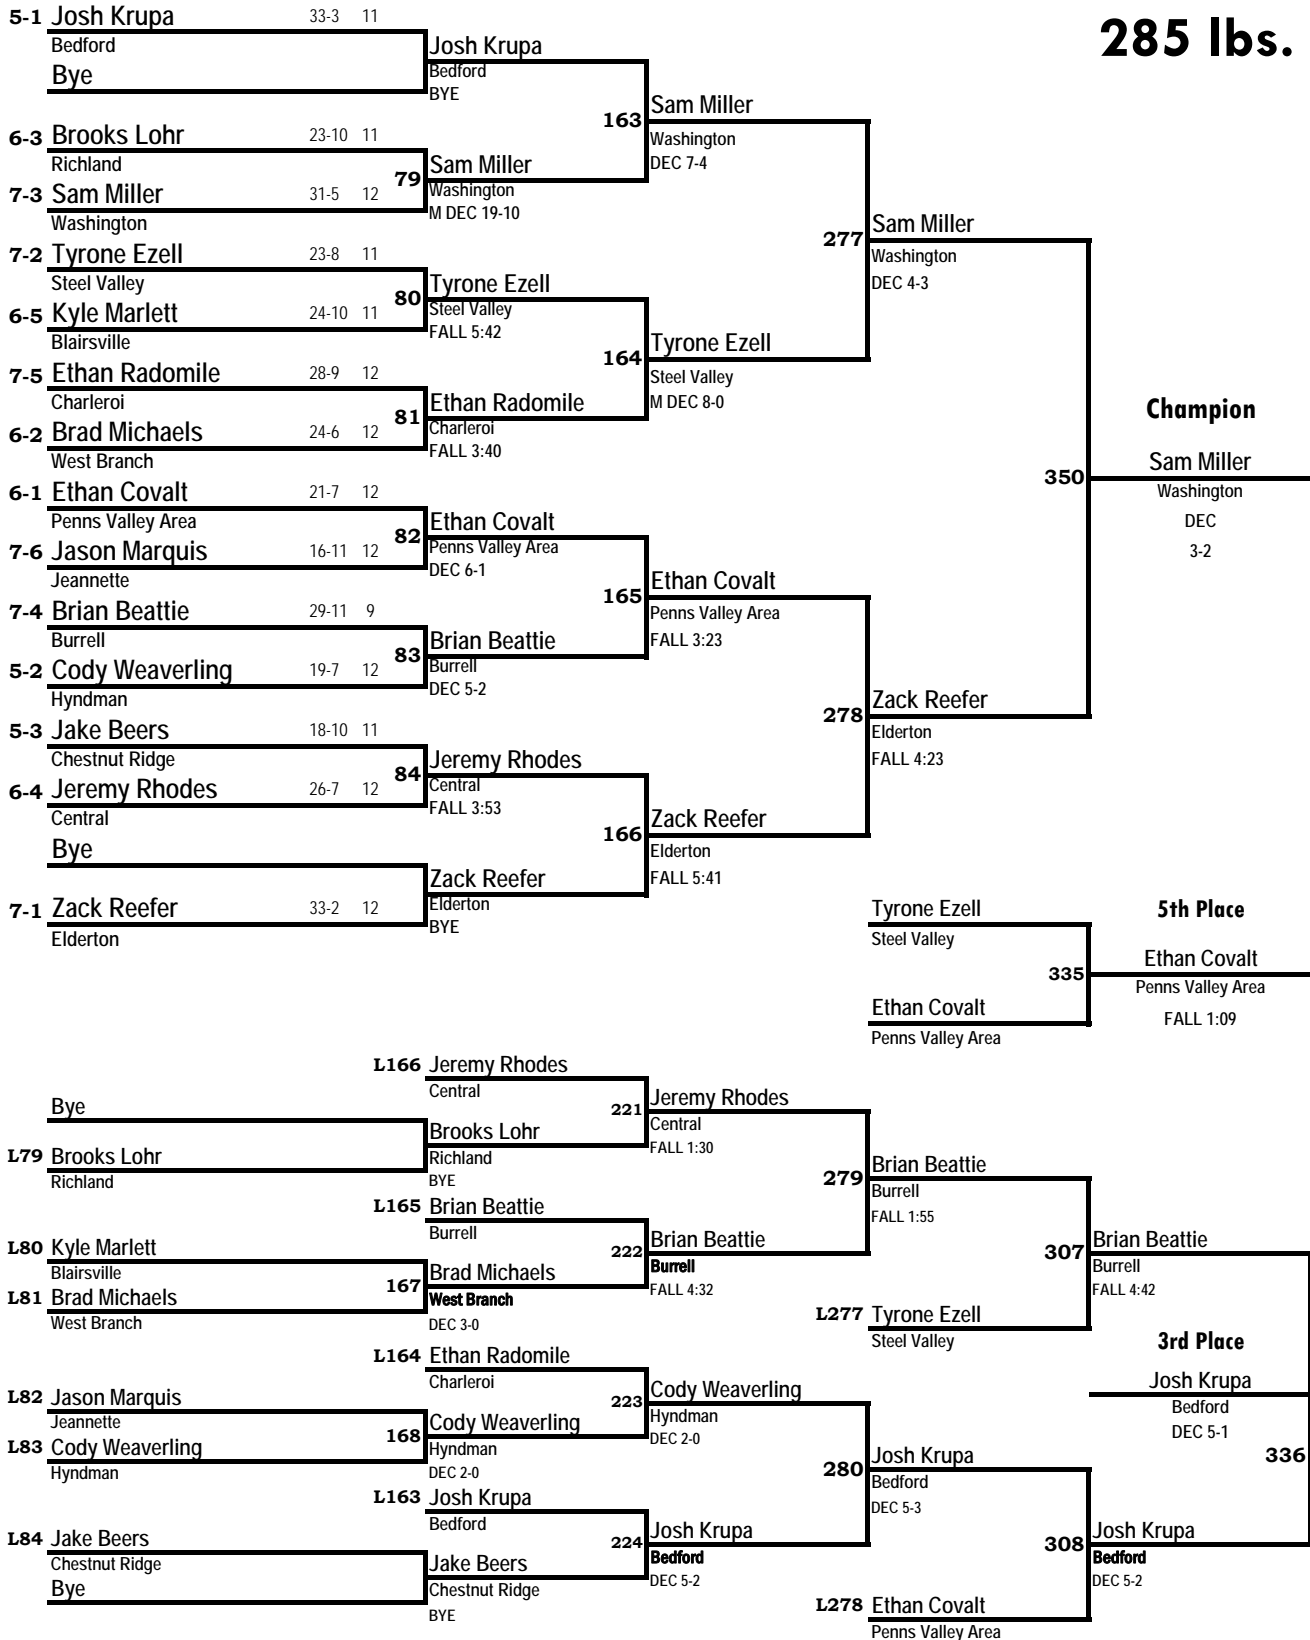 285 lbs.
5-1 Josh Krupa 33-3 11
Bedford
Bye
6-3 Brooks Lohr 23-10 11
Richland
7-3 Sam Miller 31-5 12
Washington
7-2 Tyrone Ezell 23-8 11
Steel Valley
6-5 Kyle Marlett 24-10 11
Blairsville
7-5 Ethan Radomile 28-9 12
Charleroi
6-2 Brad Michaels 24-6 12
West Branch
6-1 Ethan Covalt 21-7 12
Penns Valley Area
7-6 Jason Marquis 16-11 12
Jeannette
7-4 Brian Beattie 29-11 9
Burrell
5-2 Cody Weaverling 19-7 12
Hyndman
5-3 Jake Beers 18-10 11
Chestnut Ridge
6-4 Jeremy Rhodes 26-7 12
Central
Bye
7-1 Zack Reefer 33-2 12
Elderton
Josh Krupa
Bedford
BYE
79 Sam Miller
Washington
M DEC 19-10
80 Tyrone Ezell
Steel Valley
FALL 5:42
81 Ethan Radomile
Charleroi
FALL 3:40
82 Ethan Covalt
Penns Valley Area
DEC 6-1
83 Brian Beattie
Burrell
DEC 5-2
84 Jeremy Rhodes
Central
FALL 3:53
Zack Reefer
Elderton
BYE
163 Sam Miller
Washington
DEC 7-4
164 Tyrone Ezell
Steel Valley
M DEC 8-0
165 Ethan Covalt
Penns Valley Area
FALL 3:23
166 Zack Reefer
Elderton
FALL 5:41
277 Sam Miller
Washington
DEC 4-3
278 Zack Reefer
Elderton
FALL 4:23
Champion
350 Sam Miller
Washington
DEC
3-2
Tyrone Ezell
Steel Valley
Ethan Covalt
Penns Valley Area
5th Place
335 Ethan Covalt
Penns Valley Area
FALL 1:09
Bye
L79 Brooks Lohr
Richland
L80 Kyle Marlett
Blairsville
L81 Brad Michaels
West Branch
L82 Jason Marquis
Jeannette
L83 Cody Weaverling
Hyndman
L84 Jake Beers
Chestnut Ridge
Bye
L166 Jeremy Rhodes
Central
Brooks Lohr
Richland
BYE
L165 Brian Beattie
Burrell
167 Brad Michaels
West Branch
DEC 3-0
L164 Ethan Radomile
Charleroi
168 Cody Weaverling
Hyndman
DEC 2-0
L163 Josh Krupa
Bedford
Jake Beers
Chestnut Ridge
BYE
221 Jeremy Rhodes
Central
FALL 1:30
222 Brian Beattie
Burrell
FALL 4:32
223 Cody Weaverling
Hyndman
DEC 2-0
224 Josh Krupa
Bedford
DEC 5-2
279 Brian Beattie
Burrell
FALL 1:55
L277 Tyrone Ezell
Steel Valley
280 Josh Krupa
Bedford
DEC 5-3
L278 Ethan Covalt
Penns Valley Area
307 Brian Beattie
Burrell
FALL 4:42
3rd Place
Josh Krupa
Bedford
DEC 5-1
336
308 Josh Krupa
Bedford
DEC 5-2